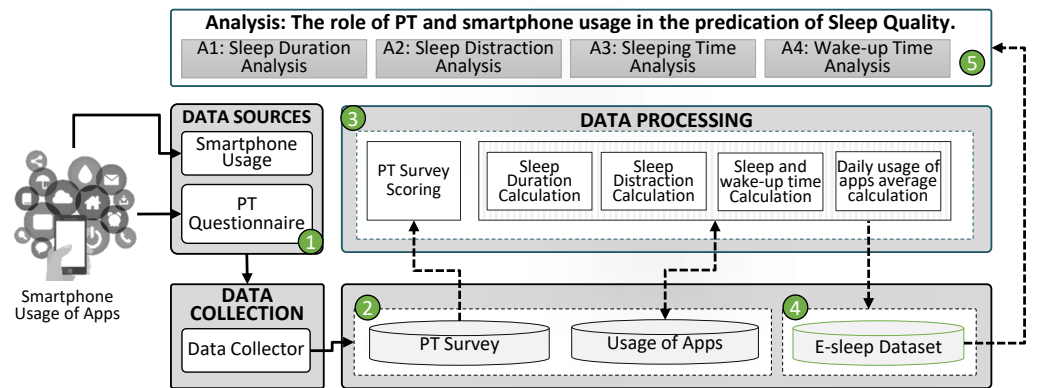 Analysis: The role of PT and smartphone usage in the predication of Sleep Quality.
A1: Sleep Duration
Analysis
A2: Sleep Distraction
Analysis
A3: Sleeping Time
Analysis
A4: Wake-up Time
Analysis
5
DATA SOURCES
Smartphone
Usage
PT
Questionnaire
1
Smartphone
Usage of Apps
3
DATA PROCESSING
PT Survey
Scoring
Sleep
Duration
Calculation
Sleep
Distraction
Calculation
Sleep and
wake-up time
Calculation
Daily usage of
apps average
calculation
DATA
COLLECTION
Data Collector
2
PT Survey
Usage of Apps
4
E-sleep Dataset